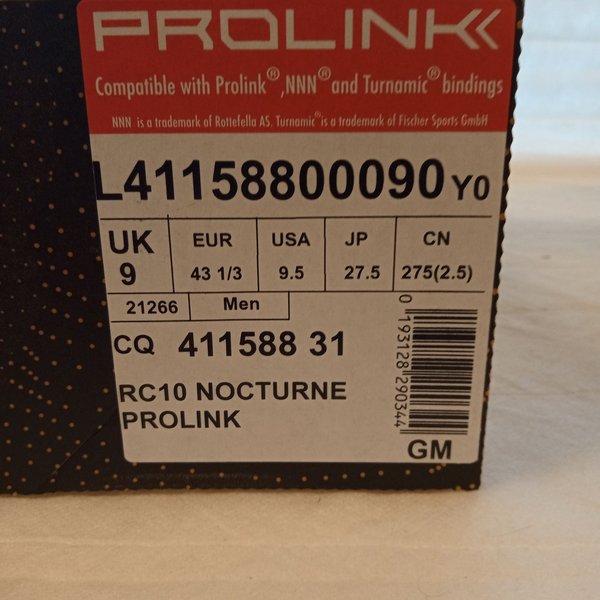 PROLINK
Compatible with Prolink®, NNN® and Turnamic® bindings
NNN is a trademark of Rottefella AS. Turnamic® is a trademark of Fischer Sports GmbH
L41158800090 Y0
UK EUR USA JP CN
9 43 1/3 9.5 27.5 275(2.5)
21266 Men
CQ 411588 31
RC10 NOCTURNE
PROLINK
0 193128 290344
GM